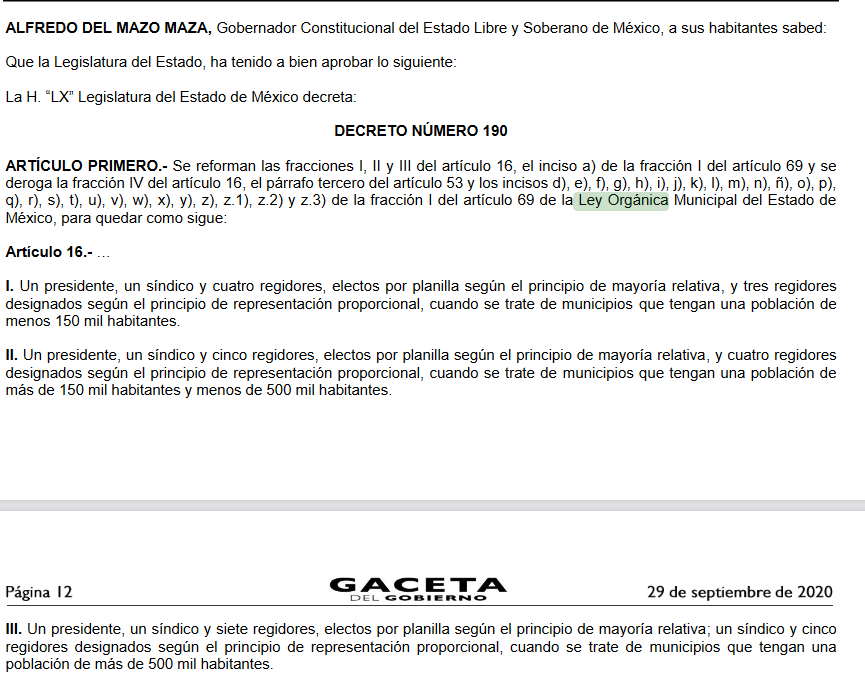 ALFREDO DEL MAZO MAZA, Gobernador Constitucional del Estado Libre y Soberano de México, a sus habitantes sabed:
Que la Legislatura del Estado, ha tenido a bien aprobar lo siguiente:
La H. “LX” Legislatura del Estado de México decreta:
DECRETO NÚMERO 190
ARTÍCULO PRIMERO.- Se reforman las fracciones I, II y III del artículo 16, el inciso a) de la fracción I del artículo 69 y se
deroga la fracción IV del artículo 16, el párrafo tercero del artículo 53 y los incisos d), e), f), g), h), i), j), k), l), m), n), ñ), o), p),
q), r), s), t), u), v), w), x), y), z), z.1), z.2) y z.3) de la fracción I del artículo 69 de la Ley Orgánica Municipal del Estado de
México, para quedar como sigue:
Artículo 16.- …
I. Un presidente, un síndico y cuatro regidores, electos por planilla según el principio de mayoría relativa, y tres regidores
designados según el principio de representación proporcional, cuando se trate de municipios que tengan una población de
menos 150 mil habitantes.
II. Un presidente, un síndico y cinco regidores, electos por planilla según el principio de mayoría relativa, y cuatro regidores
designados según el principio de representación proporcional, cuando se trate de municipios que tengan una población de
más de 150 mil habitantes y menos de 500 mil habitantes.
Página 12
GACETA
DEL GOBIERNO
29 de septiembre de 2020
III. Un presidente, un síndico y siete regidores, electos por planilla según el principio de mayoría relativa; un síndico y cinco
regidores designados según el principio de representación proporcional, cuando se trate de municipios que tengan una
población de más de 500 mil habitantes.